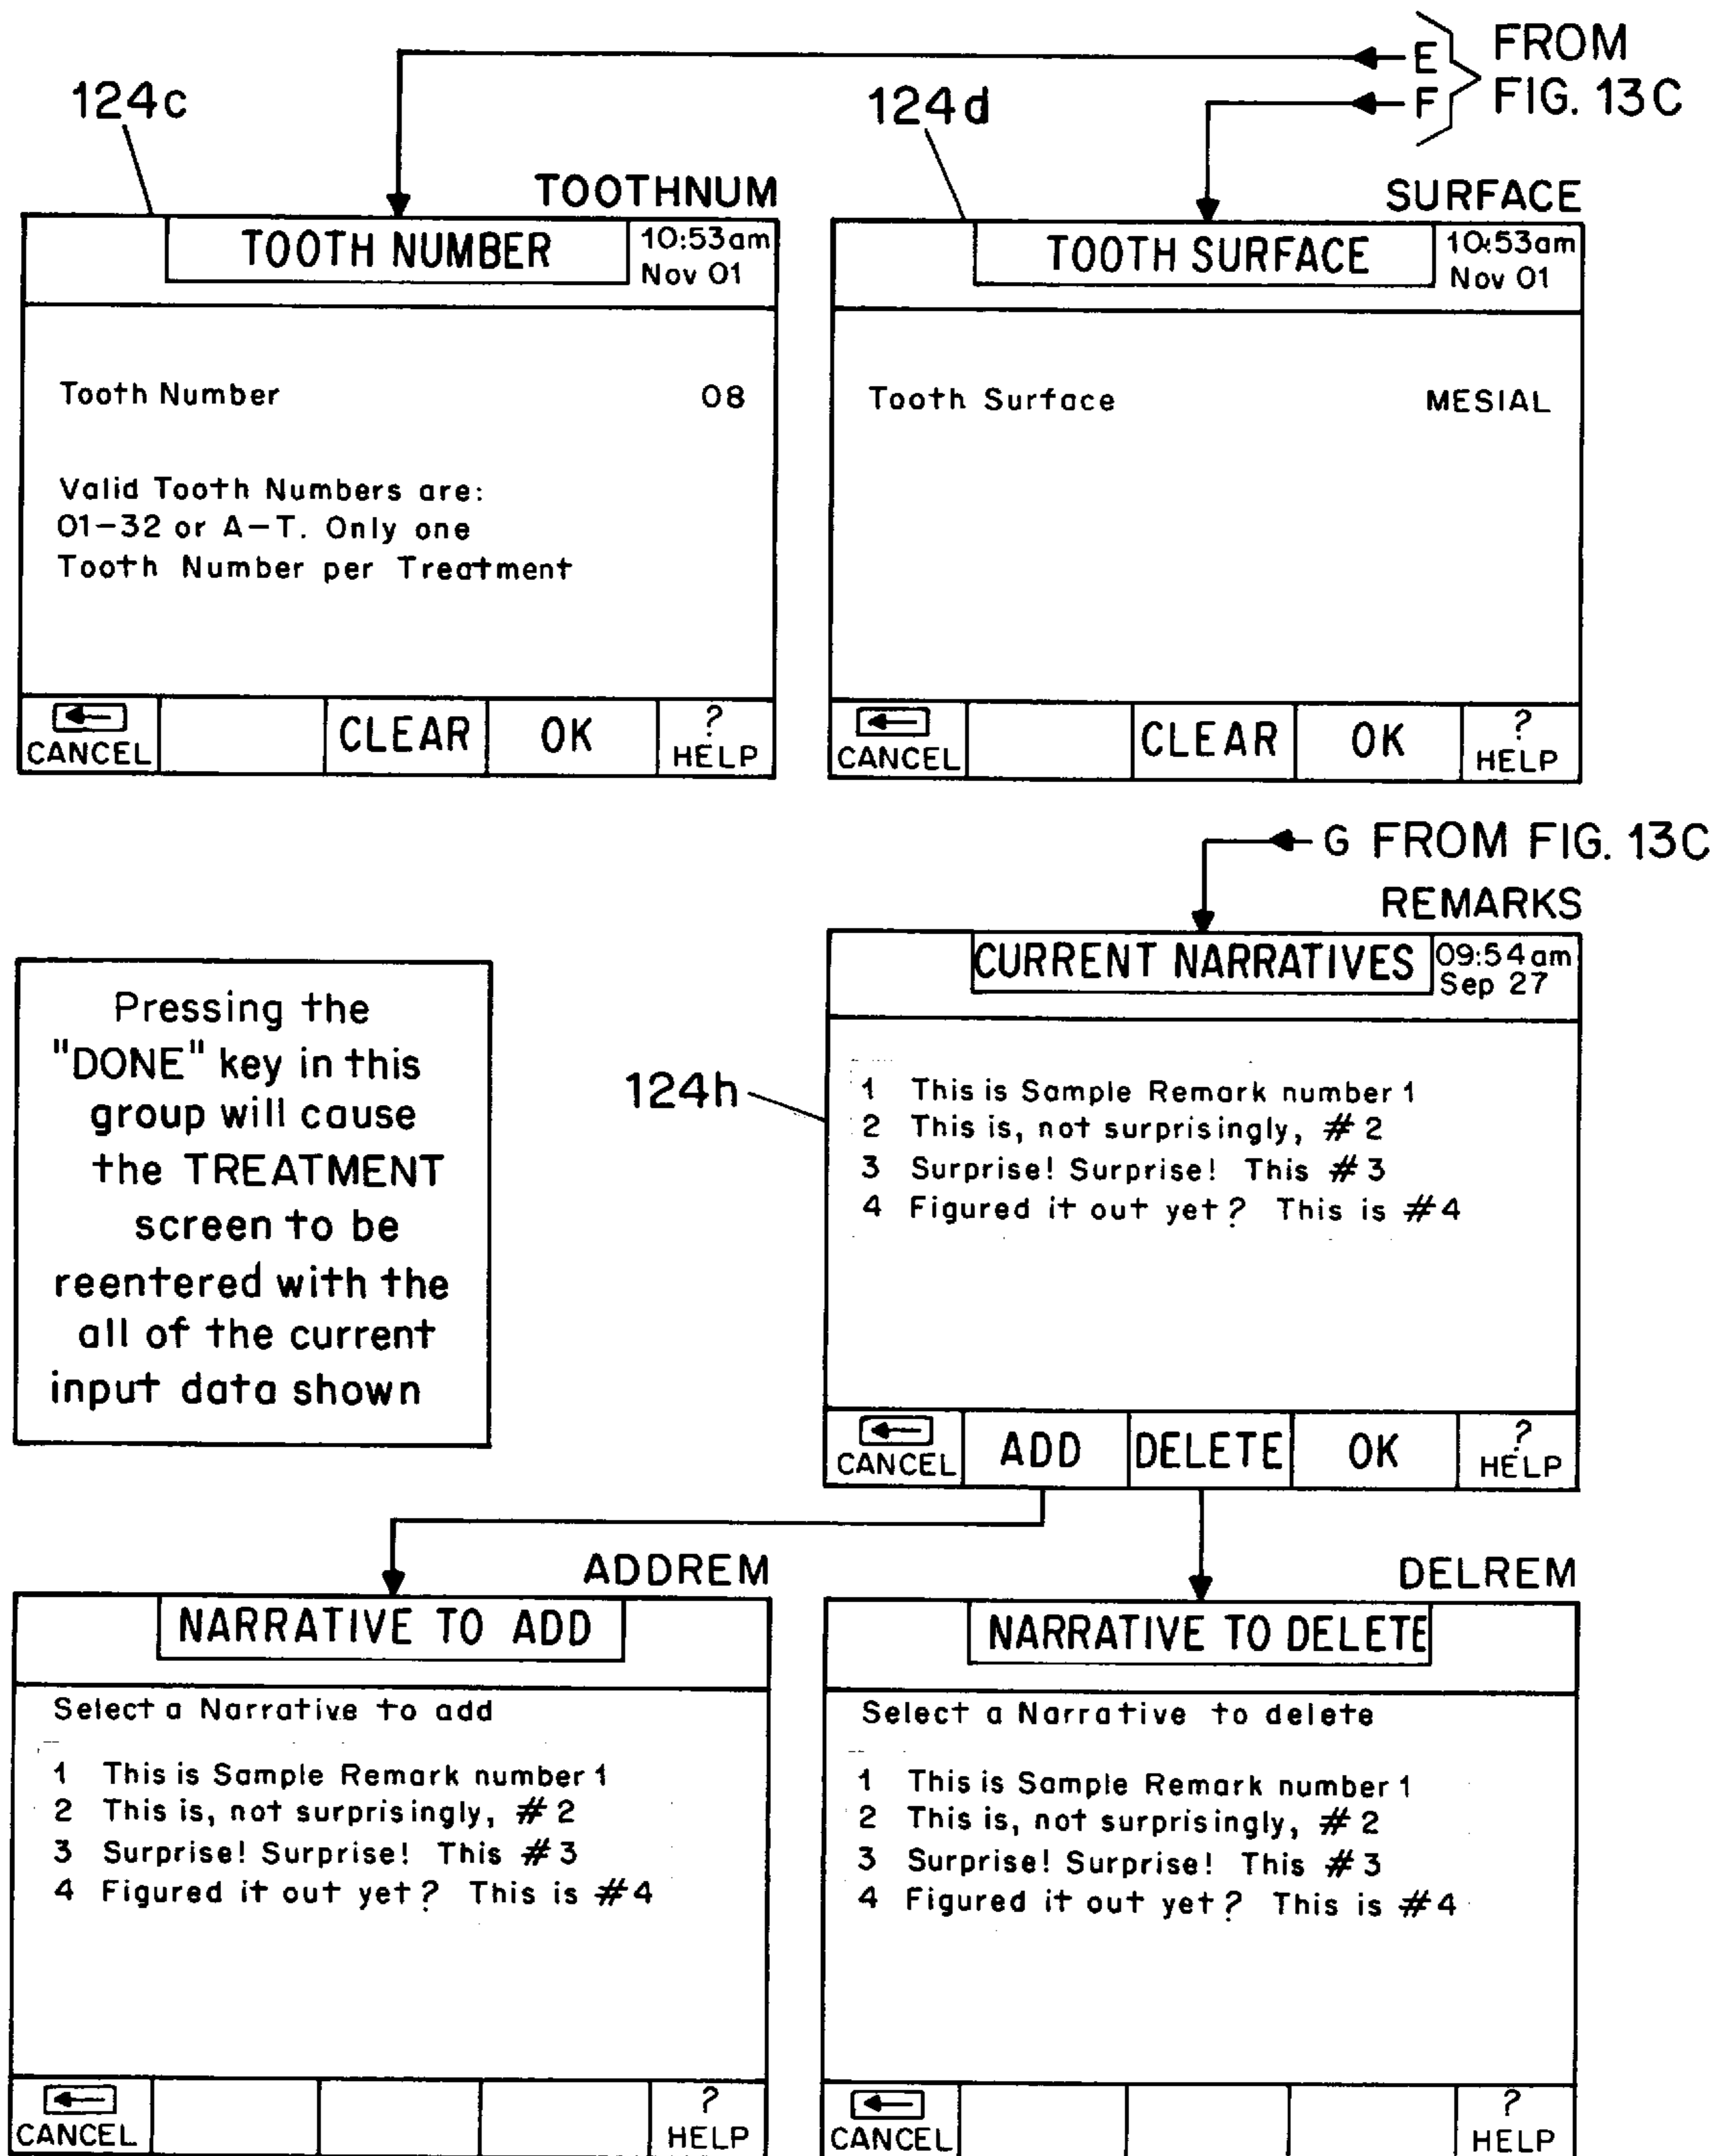 E
F
FROM
FIG. 13C
124c
124d
TOOTHNUM
TOOTH NUMBER
10:53am
Nov 01
Tooth Number 08
Valid Tooth Numbers are:
01-32 or A-T. Only one
Tooth Number per Treatment
CANCEL CLEAR OK ? HELP
SURFACE
TOOTH SURFACE
10:53am
Nov 01
Tooth Surface MESIAL
CANCEL CLEAR OK ? HELP
G FROM FIG. 13C
REMARKS
CURRENT NARRATIVES
09:54am
Sep 27
124h
1 This is Sample Remark number 1
2 This is, not surprisingly, #2
3 Surprise! Surprise! This #3
4 Figured it out yet? This is #4
CANCEL ADD DELETE OK ? HELP
Pressing the
"DONE" key in this
group will cause
the TREATMENT
screen to be
reentered with the
all of the current
input data shown
ADDREM
NARRATIVE TO ADD
Select a Narrative to add
1 This is Sample Remark number 1
2 This is, not surprisingly, #2
3 Surprise! Surprise! This #3
4 Figured it out yet? This is #4
CANCEL ? HELP
DELREM
NARRATIVE TO DELETE
Select a Narrative to delete
1 This is Sample Remark number 1
2 This is, not surprisingly, #2
3 Surprise! Surprise! This #3
4 Figured it out yet? This is #4
CANCEL ? HELP